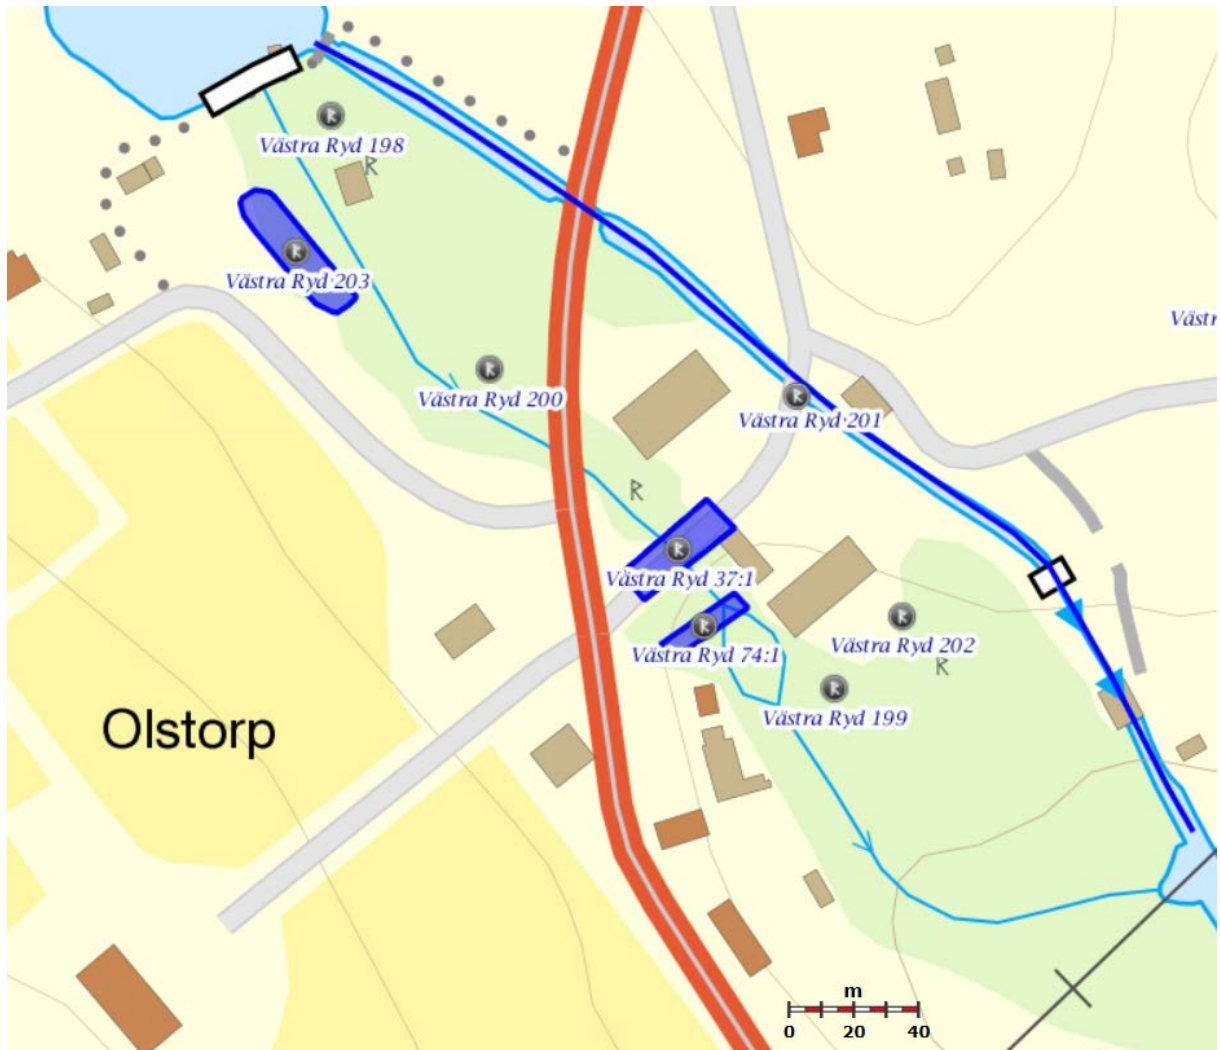 Västra Ryd 198
ᚱ
Västra Ryd 203
Västr
Västra Ryd 200
Västra Ryd 201
ᚱ
Västra Ryd 37:1
Västra Ryd 74:1
Västra Ryd 202
ᚱ
Västra Ryd 199
Olstorp
m
0 20 40